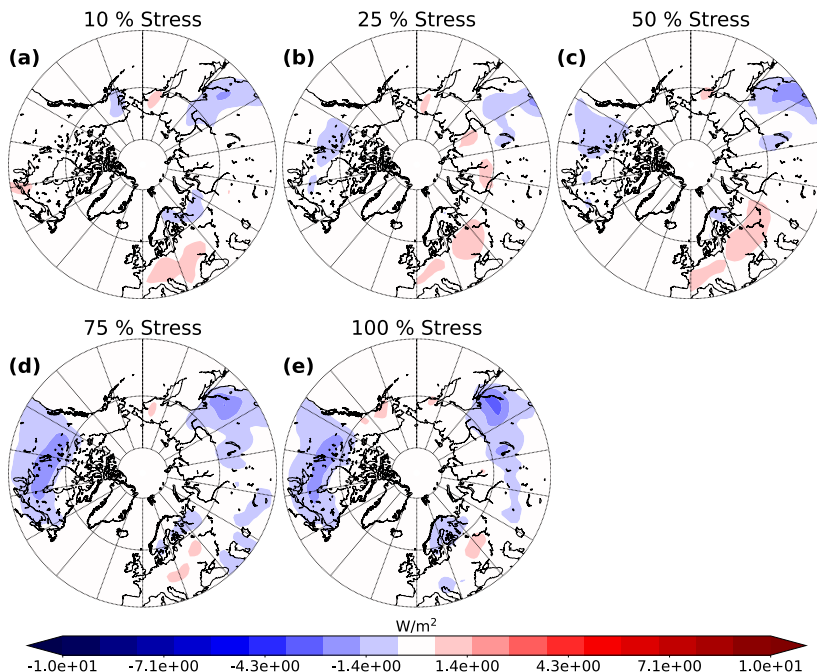 10 % Stress
25 % Stress
50 % Stress
(a)
(b)
(c)
75 % Stress
100 % Stress
(d)
(e)
W/m²
-1.0e+01 -7.1e+00 -4.3e+00 -1.4e+00 1.4e+00 4.3e+00 7.1e+00 1.0e+01